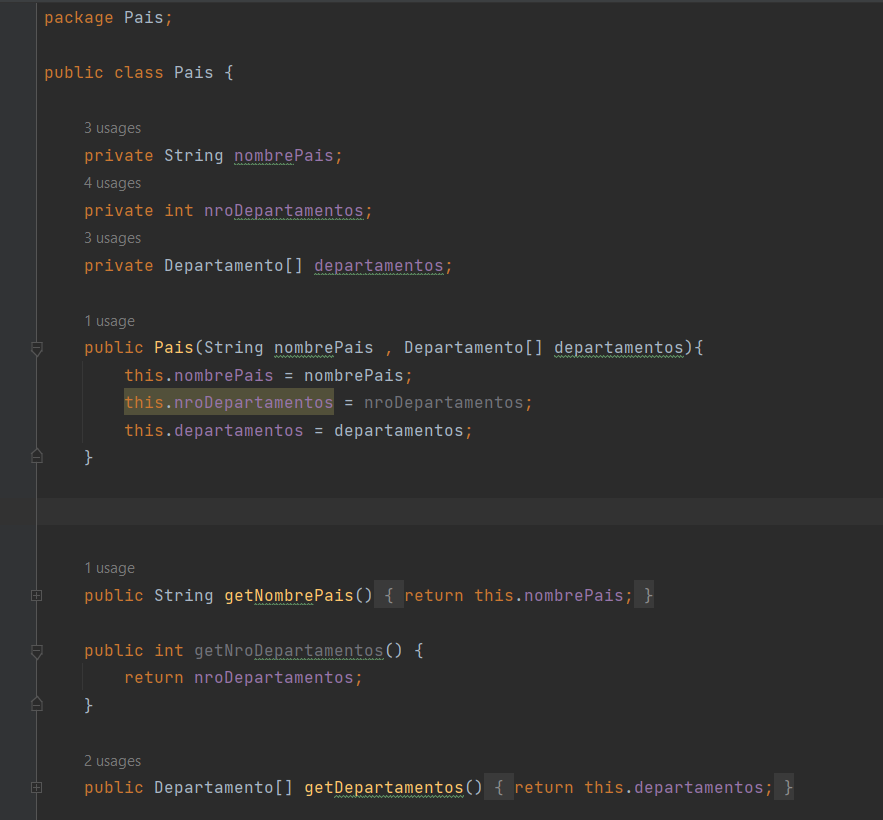 package Pais;
public class Pais {
3 usages
private String nombrePais;
4 usages
private int nroDepartamentos;
3 usages
private Departamento[] departamentos;
1 usage
public Pais(String nombrePais , Departamento[] departamentos){
this.nombrePais = nombrePais;
this.nroDepartamentos = nroDepartamentos;
this.departamentos = departamentos;
}
1 usage
public String getNombrePais() { return this.nombrePais; }
public int getNroDepartamentos() {
return nroDepartamentos;
}
2 usages
public Departamento[] getDepartamentos() { return this.departamentos; }